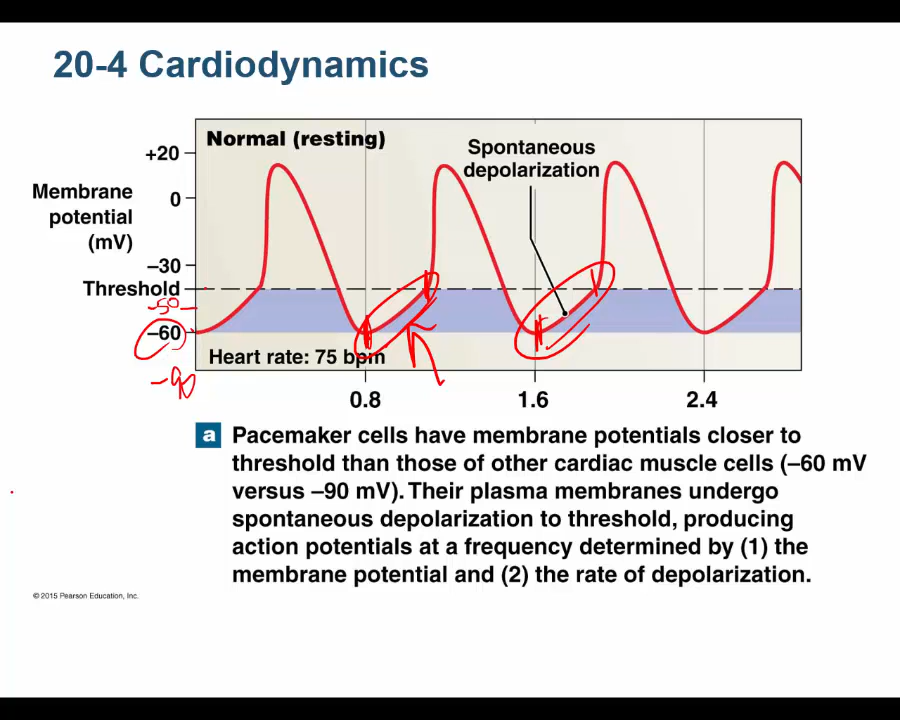 20-4 Cardiodynamics
Normal (resting)
Spontaneous
depolarization
+20
Membrane
potential
(mV)
0
–30
Threshold
-50
–60
-90
Heart rate: 75 bpm
0.8
1.6
2.4
a Pacemaker cells have membrane potentials closer to
threshold than those of other cardiac muscle cells (–60 mV
versus –90 mV). Their plasma membranes undergo
spontaneous depolarization to threshold, producing
action potentials at a frequency determined by (1) the
membrane potential and (2) the rate of depolarization.
© 2015 Pearson Education, Inc.